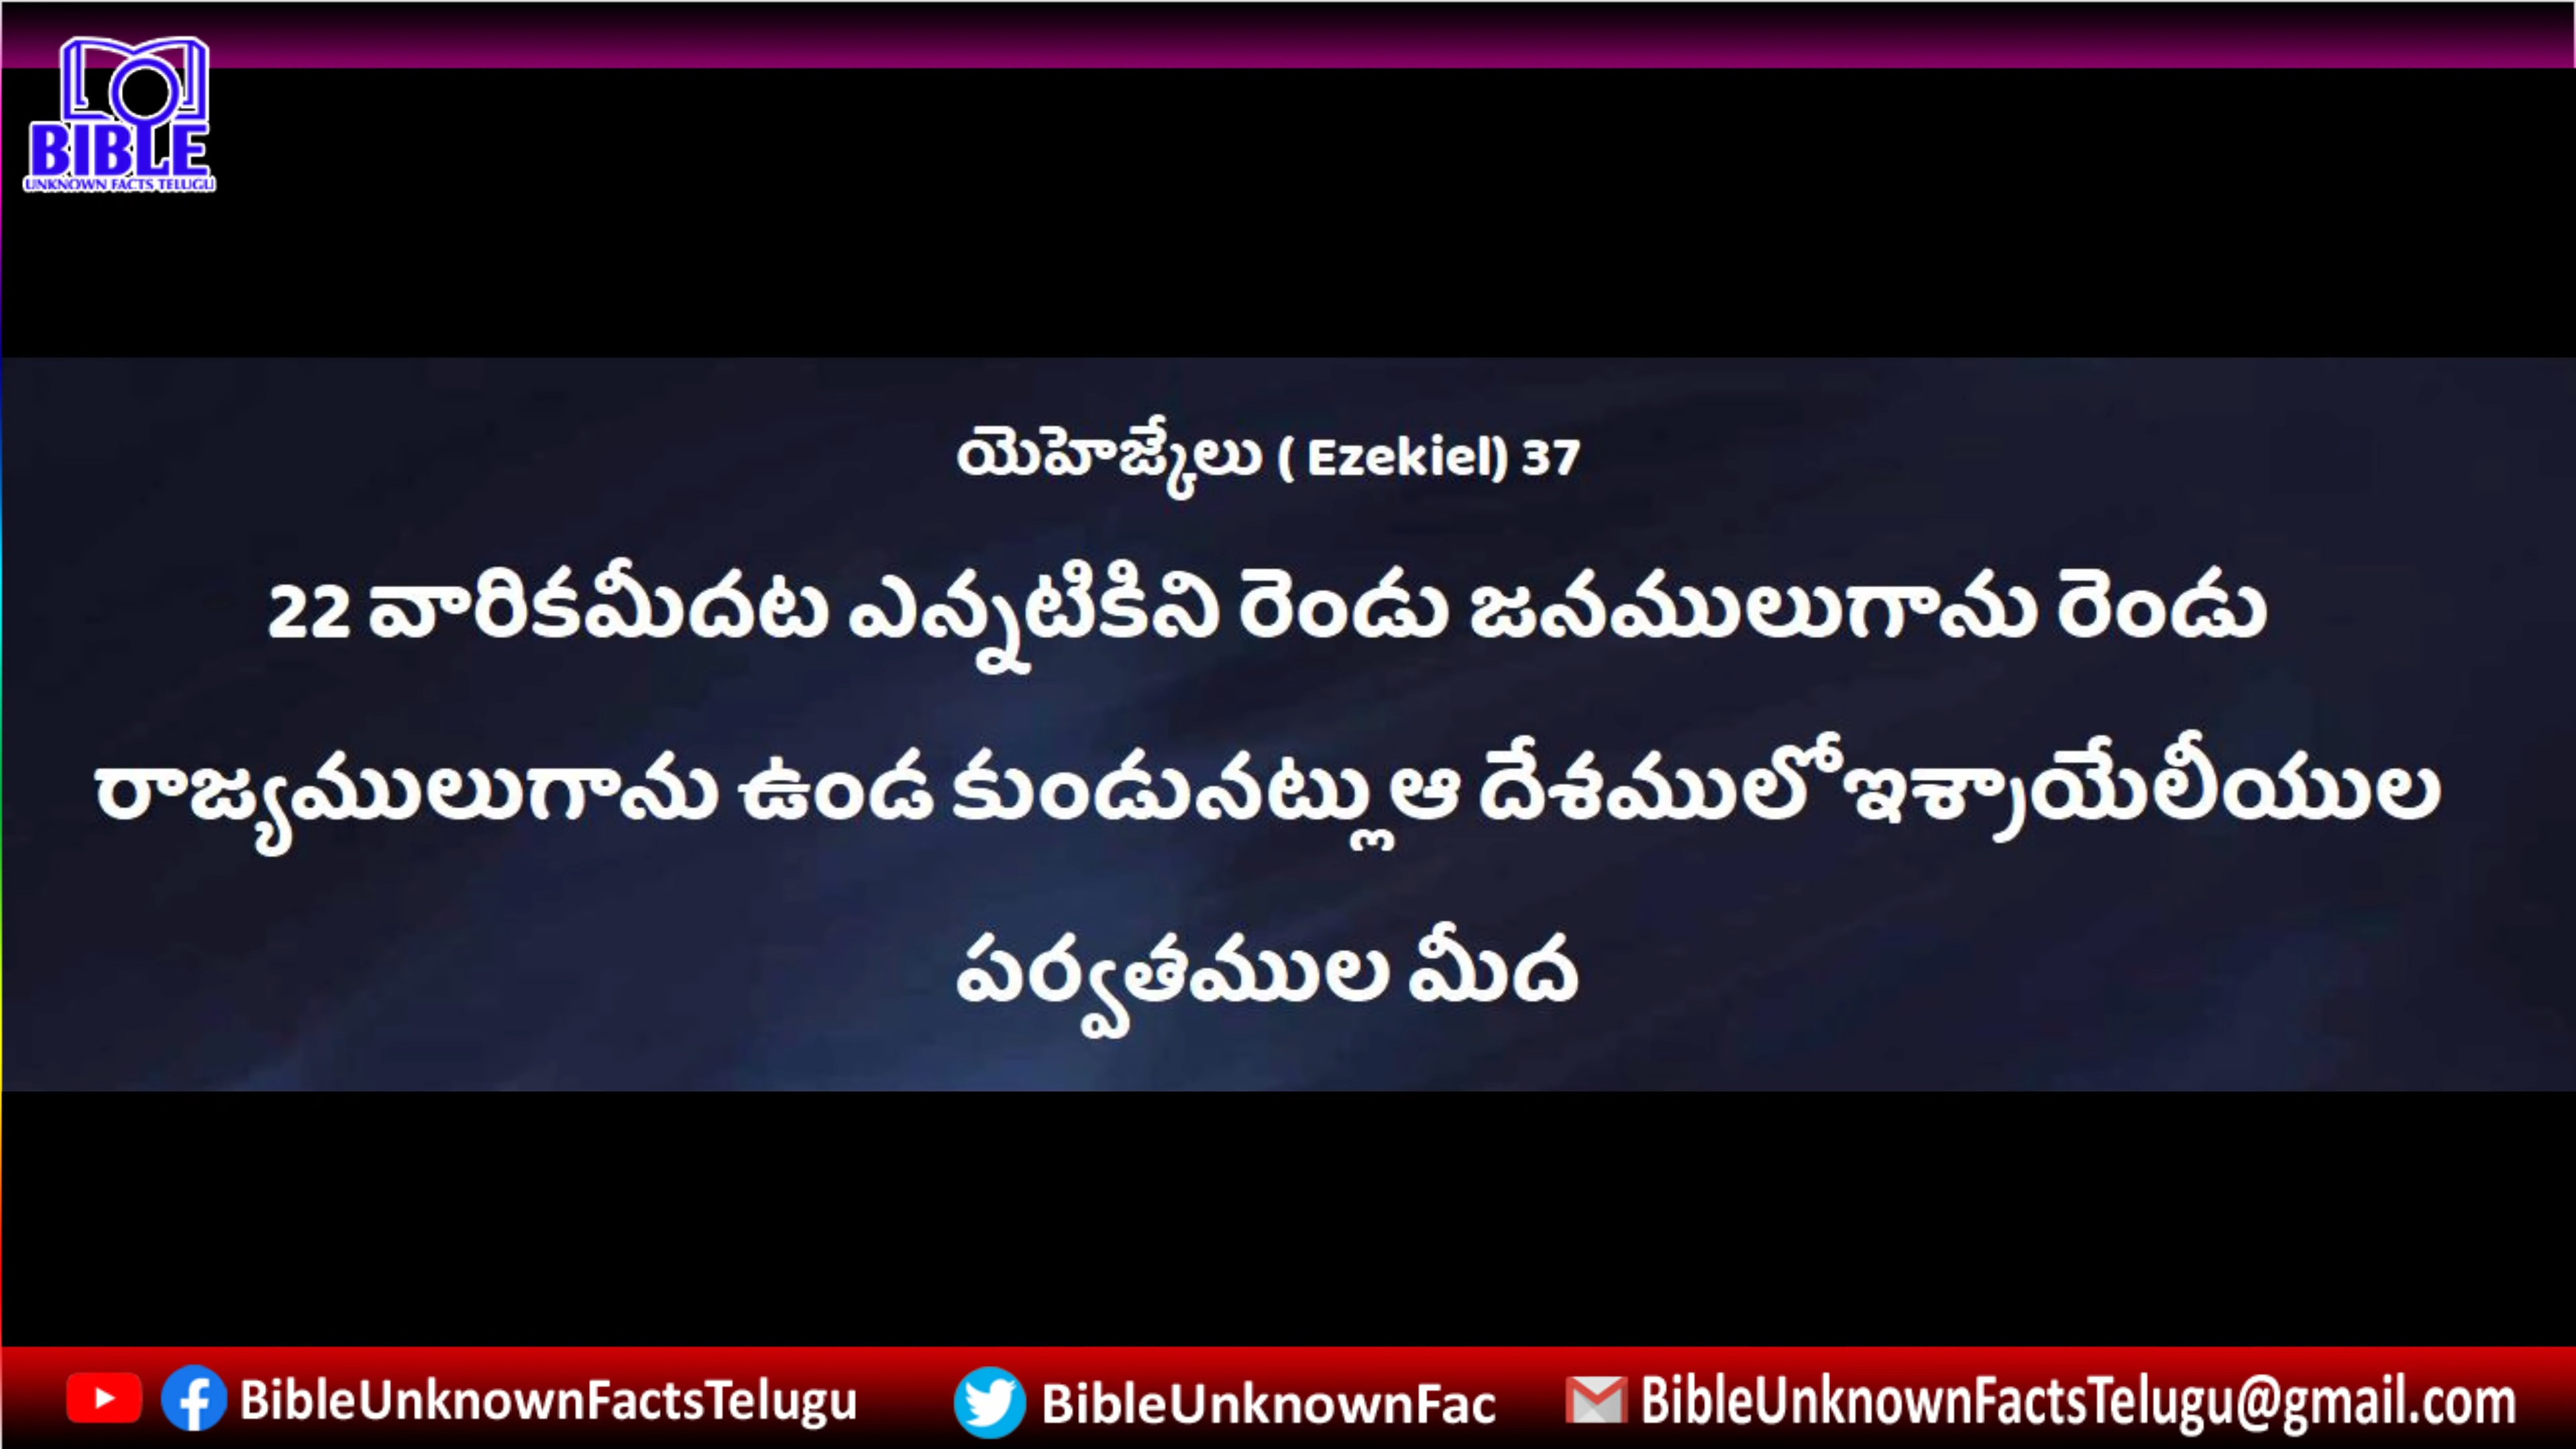 BIBLE
UNKNOWN FACTS TELUGU
యెహెజ్కేలు ( Ezekiel) 37
22 వారికమీదట ఎన్నటికిని రెండు జనములుగాను రెండు
రాజ్యములుగాను ఉండ కుండునట్లుఆ దేశములోఇశ్రాయేలీయుల
పర్వతముల మీద
BibleUnknownFactsTelugu BibleUnknownFac BibleUnknownFactsTelugu@gmail.com